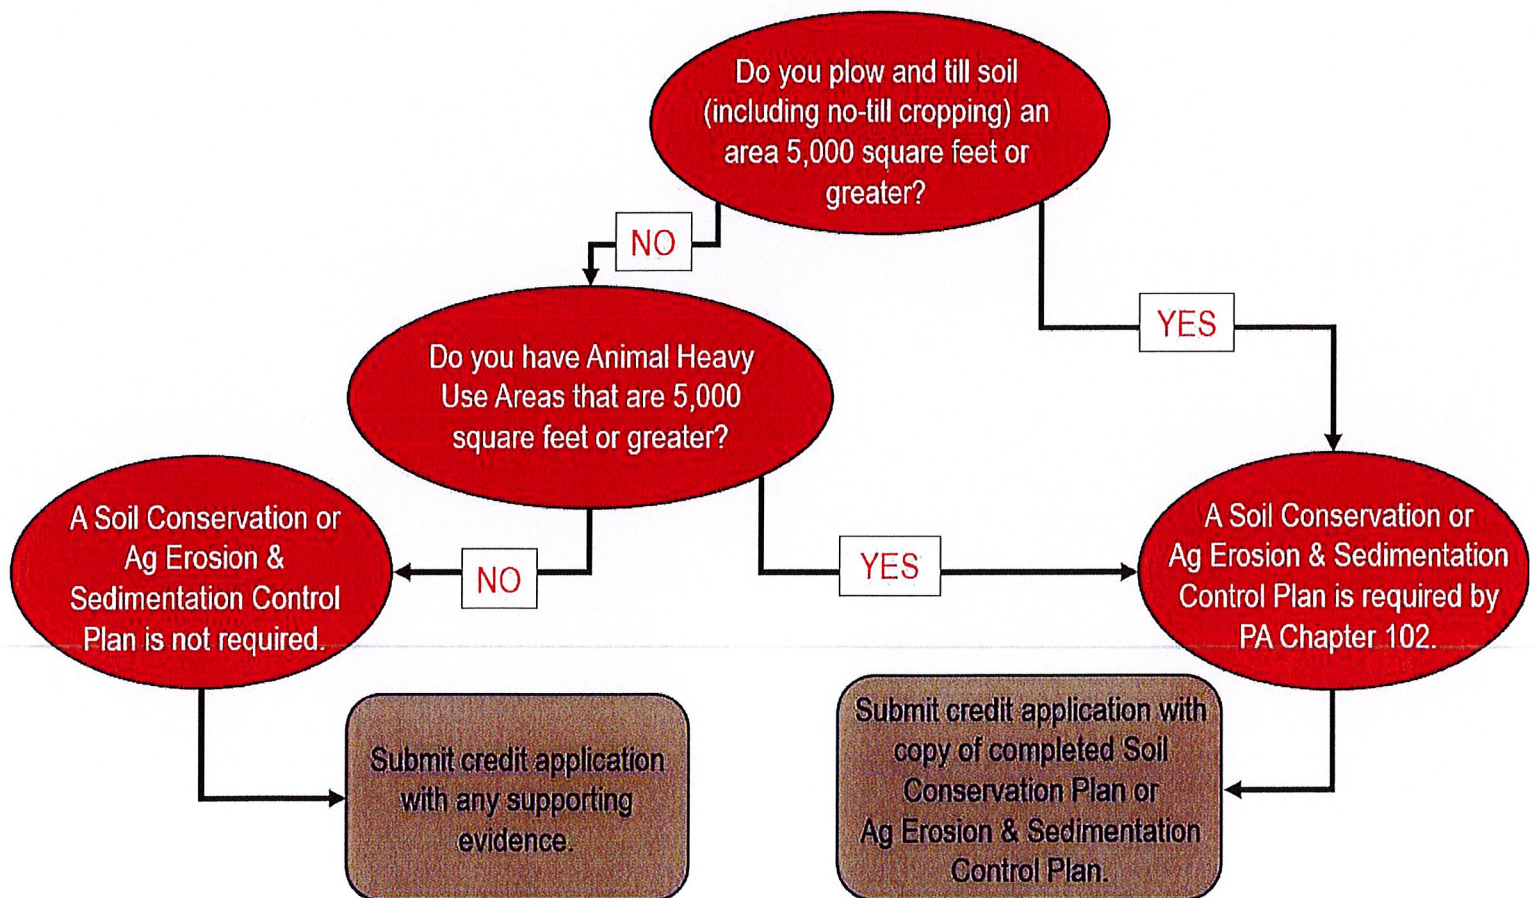 Do you plow and till soil
(including no-till cropping) an
area 5,000 square feet or
greater?
NO
YES
Do you have Animal Heavy
Use Areas that are 5,000
square feet or greater?
NO
YES
A Soil Conservation or
Ag Erosion &
Sedimentation Control
Plan is not required.
A Soil Conservation or
Ag Erosion & Sedimentation
Control Plan is required by
PA Chapter 102.
Submit credit application
with any supporting
evidence.
Submit credit application with
copy of completed Soil
Conservation Plan or
Ag Erosion & Sedimentation
Control Plan.